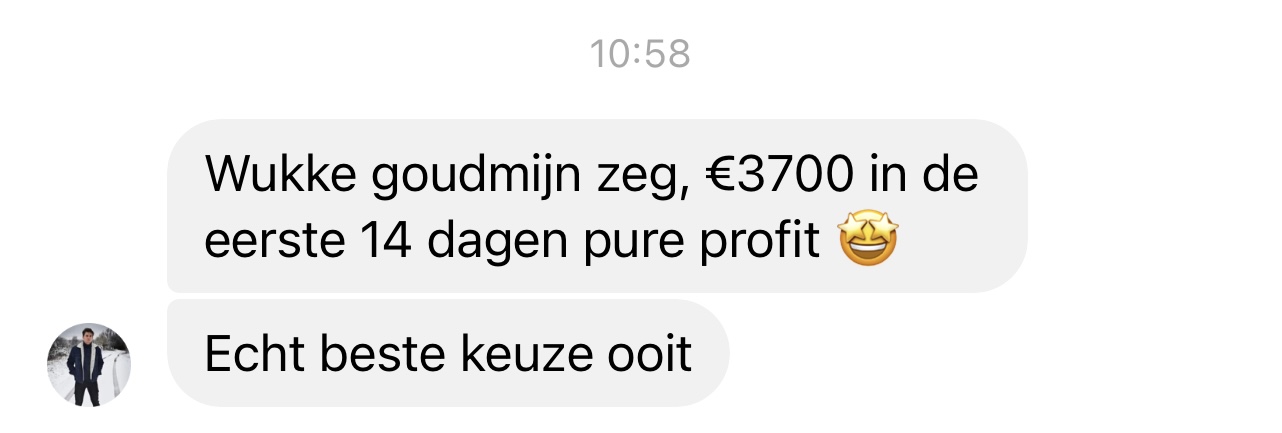 10:58
Wukke goudmijn zeg, €3700 in de
eerste 14 dagen pure profit 🤩
Echt beste keuze ooit